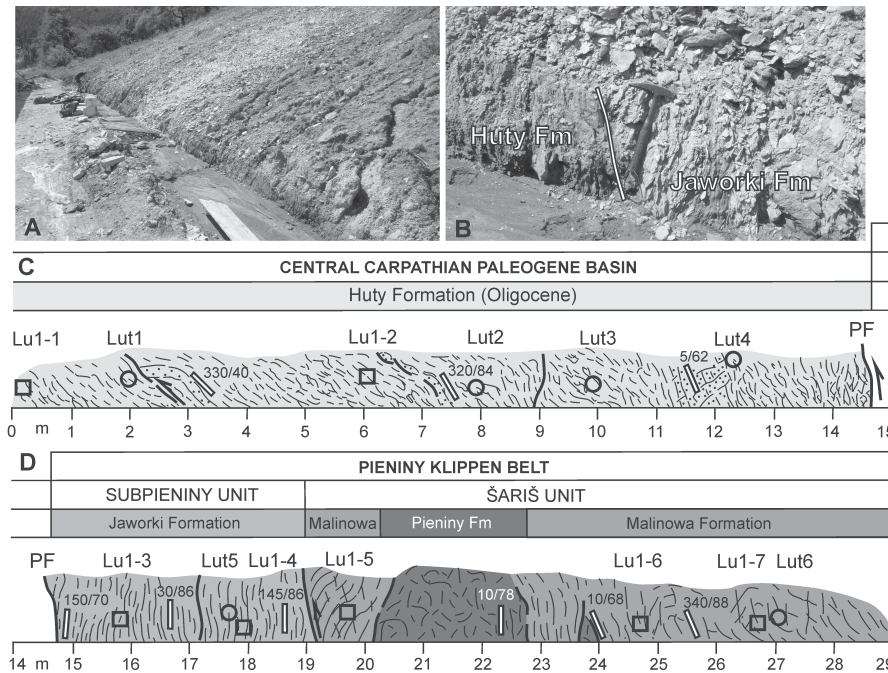 A
Huty Fm
Jaworki Fm
B
C
CENTRAL CARPATHIAN PALEOGENE BASIN
Huty Formation (Oligocene)
Lu1-1 Lut1 Lu1-2 Lut2 Lut3 Lut4 PF
330/40 320/84 5/62
0 m 1 2 3 4 5 6 7 8 9 10 11 12 13 14 15
D
PIENINY KLIPPEN BELT
SUBPIENINY UNIT ŠARIŠ UNIT
Jaworki Formation Malinowa Pieniny Fm Malinowa Formation
PF Lu1-3 Lut5 Lu1-4 Lu1-5 Lu1-6 Lu1-7 Lut6
150/70 30/86 145/86 10/78 10/68 340/88
14 m 15 16 17 18 19 20 21 22 23 24 25 26 27 28 29